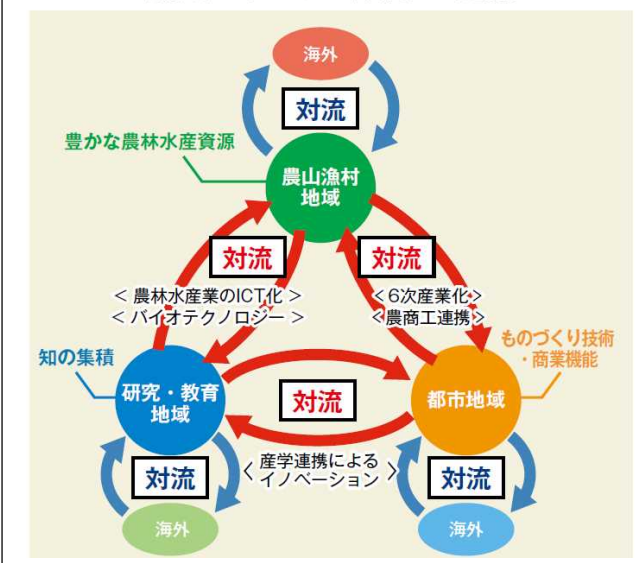 海外
対流
豊かな農林水産資源
農山漁村
地域
対流
対流
＜農林水産業のICT化＞
＜バイオテクノロジー＞
＜6次産業化＞
＜農商工連携＞
知の集積
ものづくり技術
・商業機能
研究・教育
地域
対流
都市地域
＜産学連携による
イノベーション＞
対流
対流
海外
海外